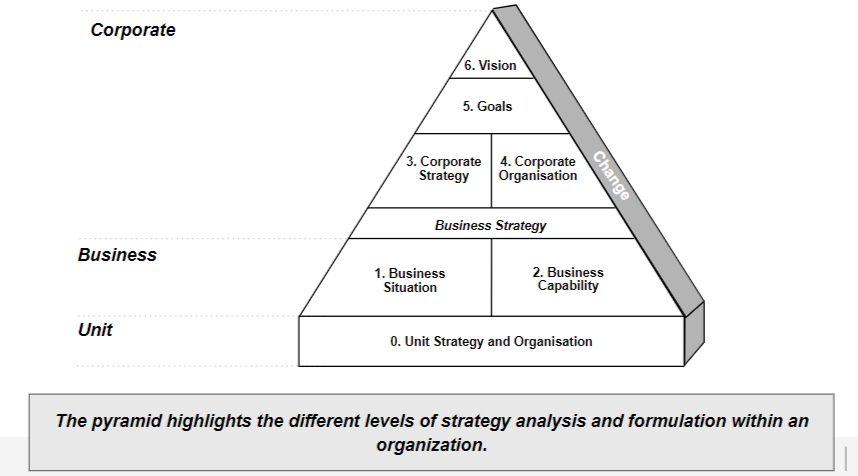 Corporate
6. Vision
5. Goals
3. Corporate
Strategy
4. Corporate
Organisation
Change
Business Strategy
Business
1. Business
Situation
2. Business
Capability
Unit
0. Unit Strategy and Organisation
The pyramid highlights the different levels of strategy analysis and formulation within an
organization.